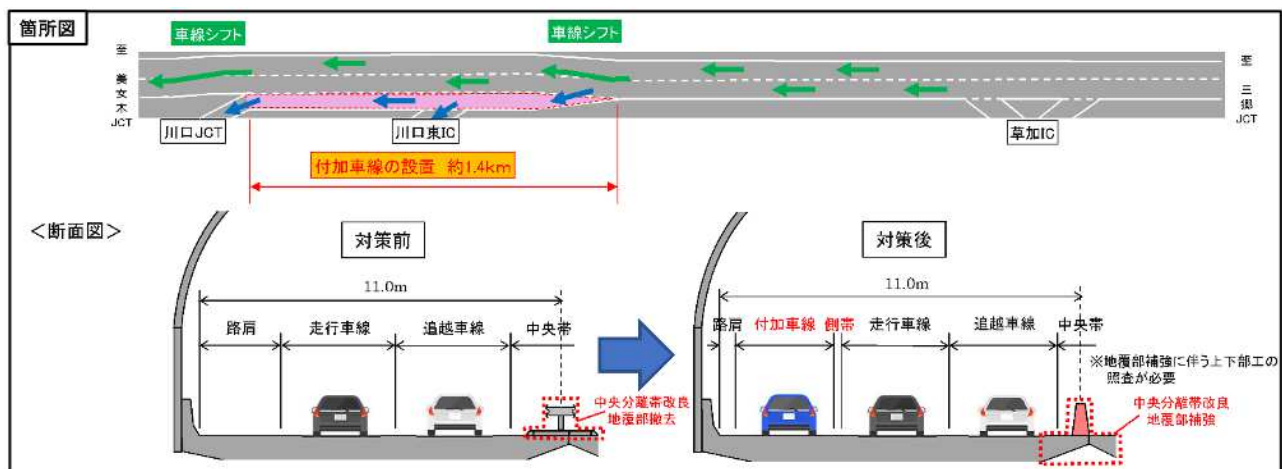 箇所図
車線シフト
車線シフト
至
美
女
木
JCT
至
三
郷
JCT
川口JCT
川口東IC
草加IC
付加車線の設置 約1.4km
＜断面図＞
対策前
11.0m
路肩
走行車線
追越車線
中央帯
中央分離帯改良
地覆部撤去
対策後
11.0m
路肩
付加車線
側帯
走行車線
追越車線
中央帯
※地覆部補強に伴う上下部工の
照査が必要
中央分離帯改良
地覆部補強